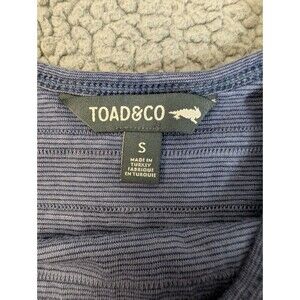 TOAD&CO
S
MADE IN
TURKEY
FABRIQUÉ
EN TURQUIE